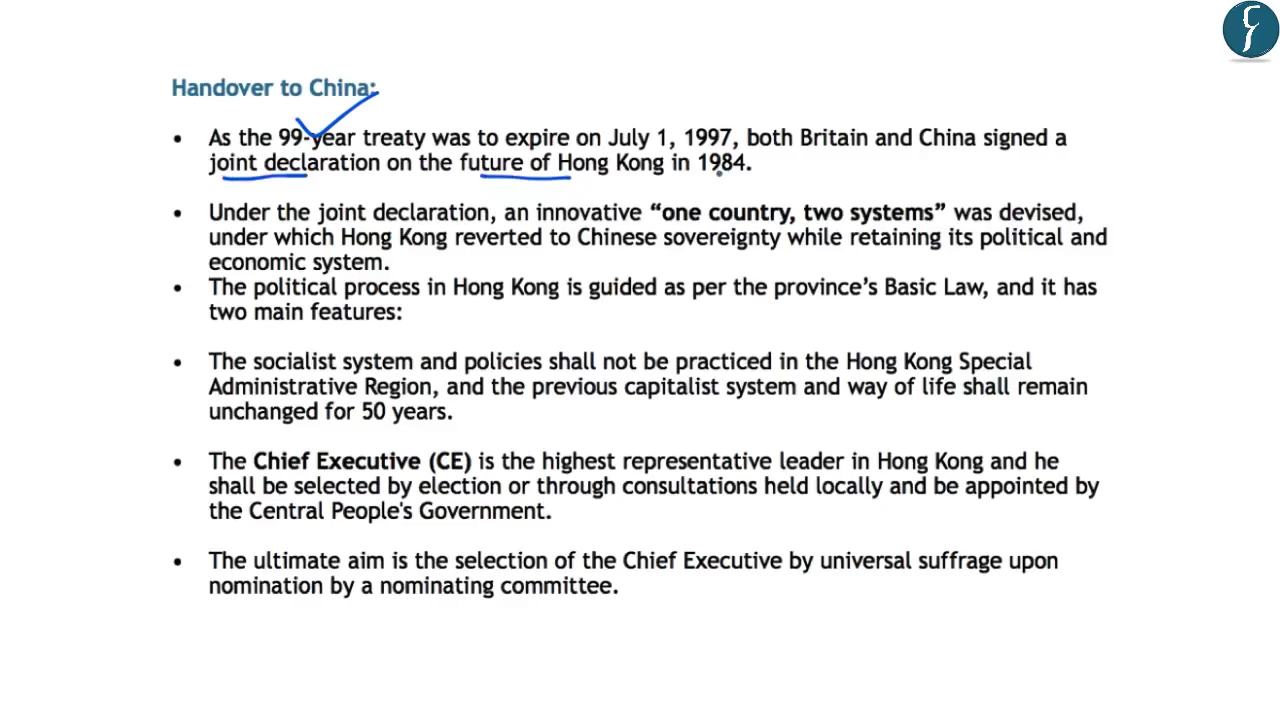 Handover to China:
• As the 99-year treaty was to expire on July 1, 1997, both Britain and China signed a
joint declaration on the future of Hong Kong in 1984.
• Under the joint declaration, an innovative “one country, two systems” was devised,
under which Hong Kong reverted to Chinese sovereignty while retaining its political and
economic system.
• The political process in Hong Kong is guided as per the province’s Basic Law, and it has
two main features:
• The socialist system and policies shall not be practiced in the Hong Kong Special
Administrative Region, and the previous capitalist system and way of life shall remain
unchanged for 50 years.
• The Chief Executive (CE) is the highest representative leader in Hong Kong and he
shall be selected by election or through consultations held locally and be appointed by
the Central People's Government.
• The ultimate aim is the selection of the Chief Executive by universal suffrage upon
nomination by a nominating committee.